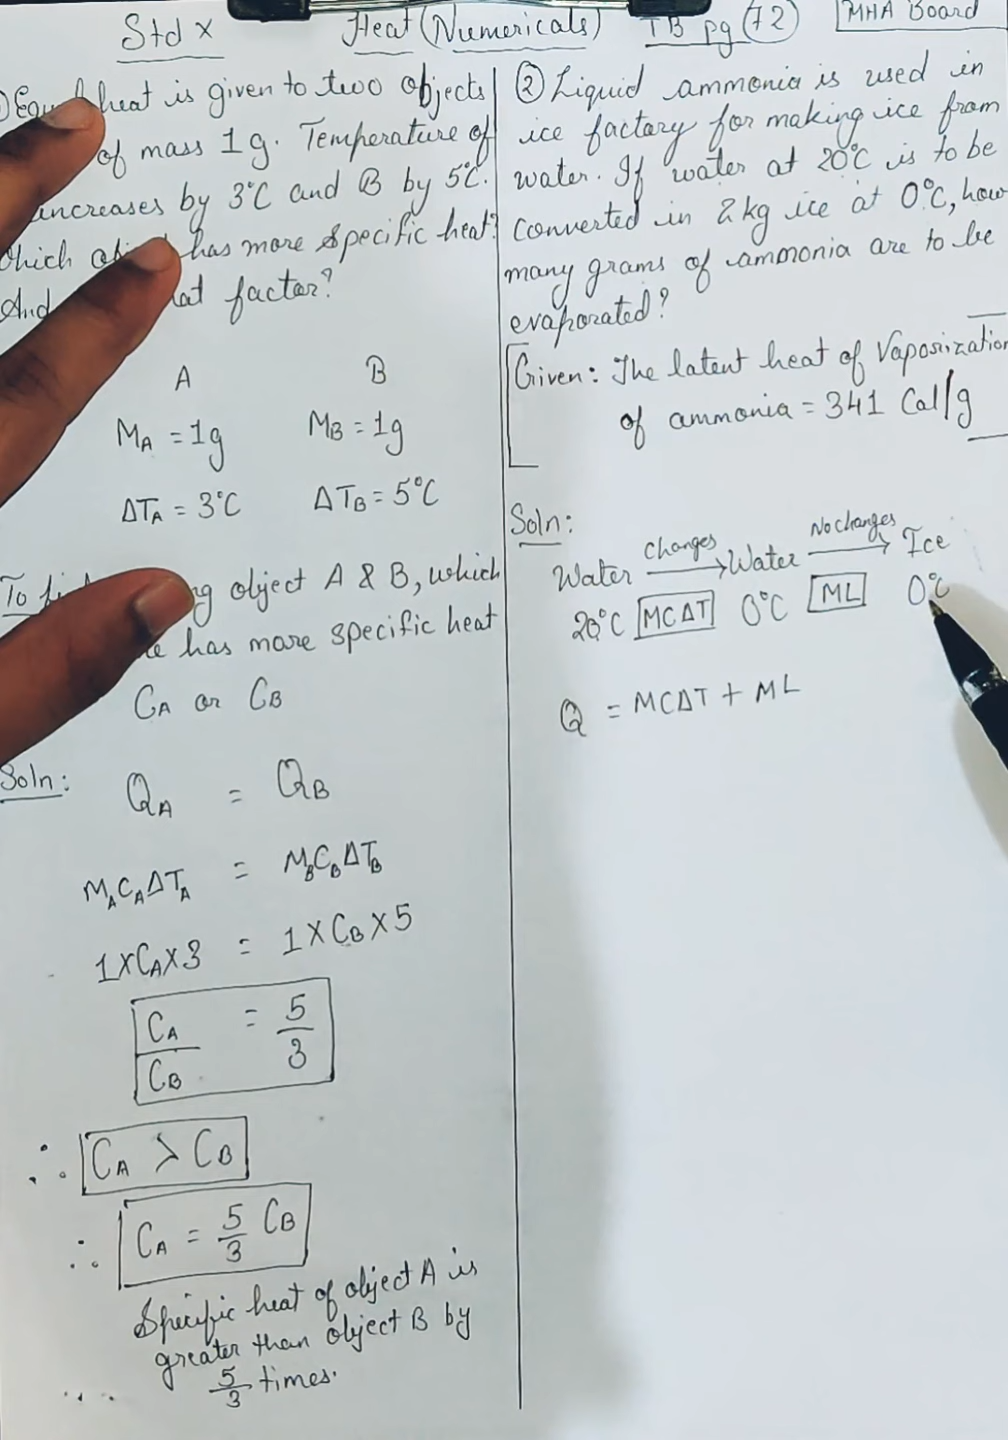 Std X Heat (Numericals) TB pg 72 MHA Board
heat is given to two objects
of mass 1g. Temperature of
increases by 3°C and B by 5°C.
Which has more specific heat?
And factor?
A B
MA = 1g MB = 1g
ΔTA = 3°C ΔTB = 5°C
To object A & B, which
has more specific heat
CA or CB
Soln:
QA = QB
MACAΔTA = MBCBΔTB
1×CA×3 = 1×CB×5
CA/CB = 5/3
∴ CA > CB
∴ CA = 5/3 CB
Specific heat of object A is
greater than object B by
5/3 times.
② Liquid ammonia is used in
ice factory for making ice from
water. If water at 20°C is to be
converted in 2 kg ice at 0°C, how
many grams of ammonia are to be
evaporated?
Given: The latent heat of Vaporization
of ammonia = 341 Cal/g
Soln:
Changes No changes
Water → Water → Ice
20°C MCΔT 0°C ML 0°C
Q = MCΔT + ML